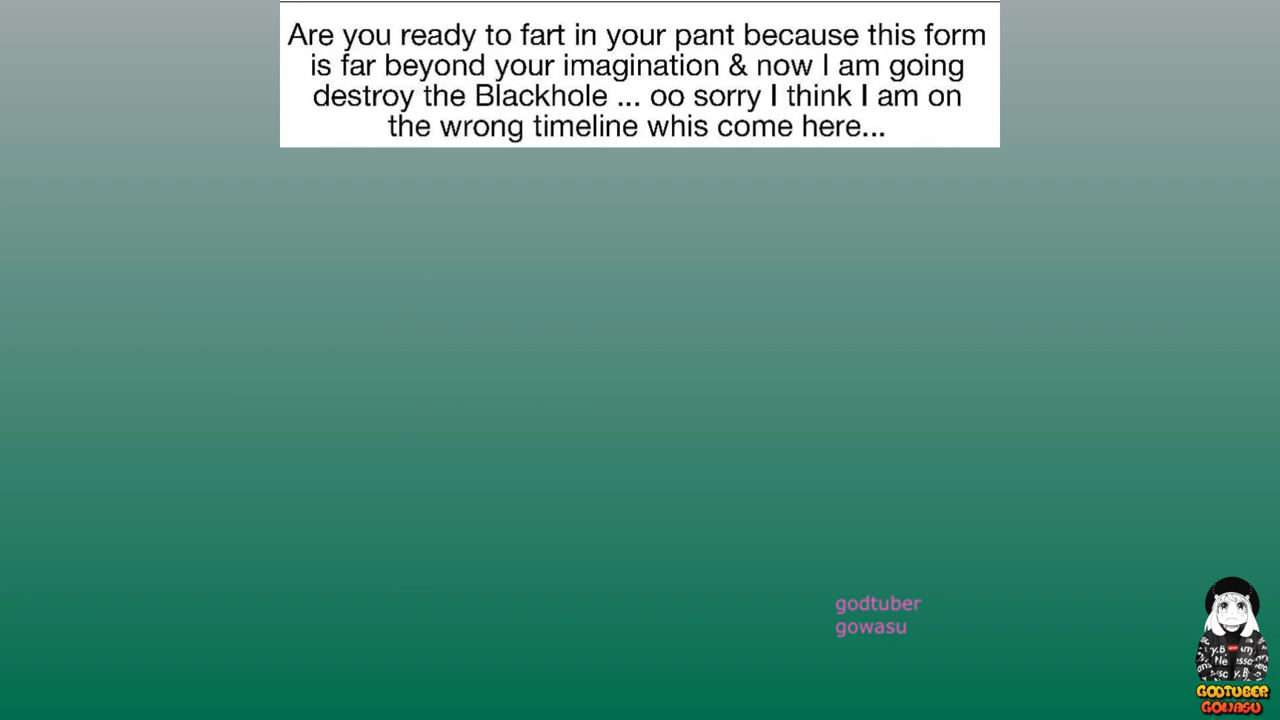 Are you ready to fart in your pant because this form
is far beyond your imagination & now I am going
destroy the Blackhole ... oo sorry I think I am on
the wrong timeline whis come here...
godtuber
gowasu
GODTUBER
GOWASU